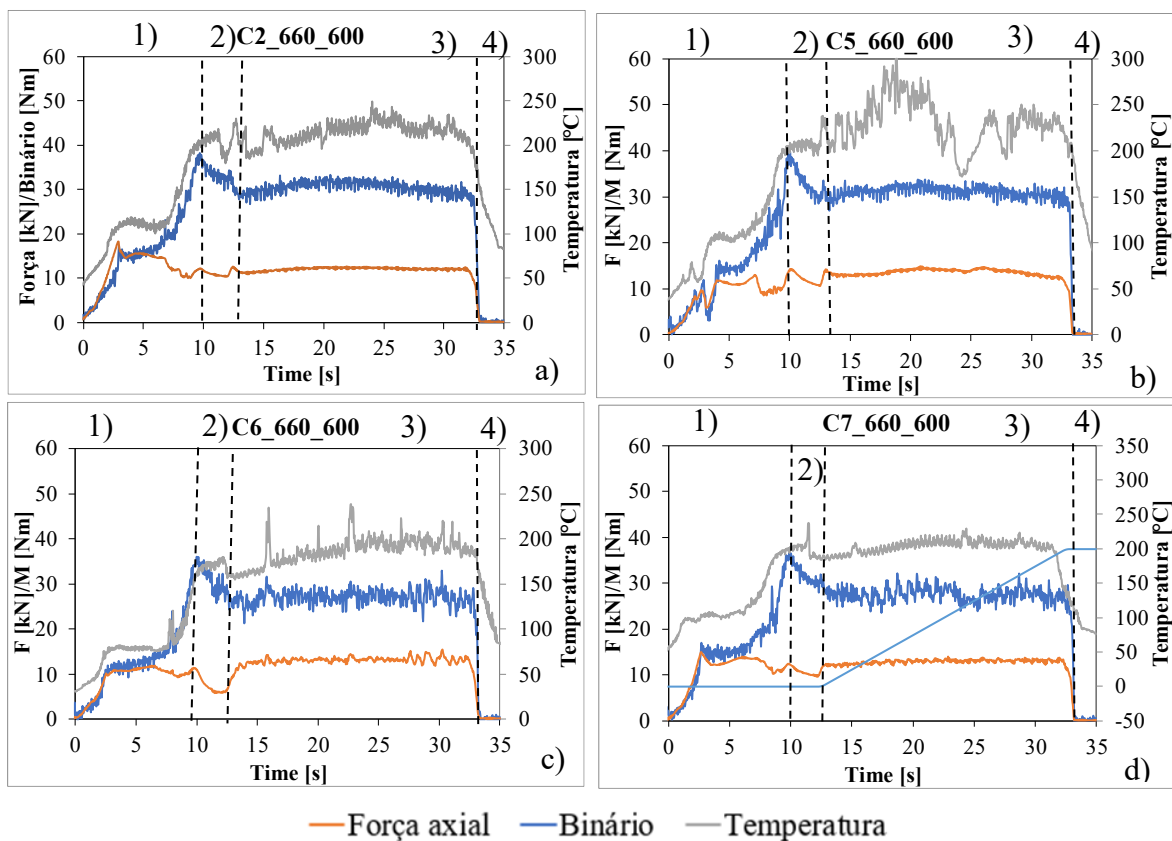 1) 2) C2_660_600 3) 4)
Força [kN]/Binário [Nm]
60
50
40
30
20
10
0
0 5 10 15 20 25 30 35
Time [s]
300
250
200
150
100
50
0
Temperatura [ºC]
a)
1) 2) C5_660_600 3) 4)
F [kN]/M [Nm]
60
50
40
30
20
10
0
0 5 10 15 20 25 30 35
Time [s]
300
250
200
150
100
50
0
Temperatura [ºC]
b)
1) 2) C6_660_600 3) 4)
F [kN]/M [Nm]
60
50
40
30
20
10
0
0 5 10 15 20 25 30 35
Time [s]
300
250
200
150
100
50
0
Temperatura [ºC]
c)
1) 2) C7_660_600 3) 4)
F [kN]/M [Nm]
60
50
40
30
20
10
0
0 5 10 15 20 25 30 35
Time [s]
350
300
250
200
150
100
50
0
-50
Temperatura [ºC]
d)
Força axial Binário Temperatura